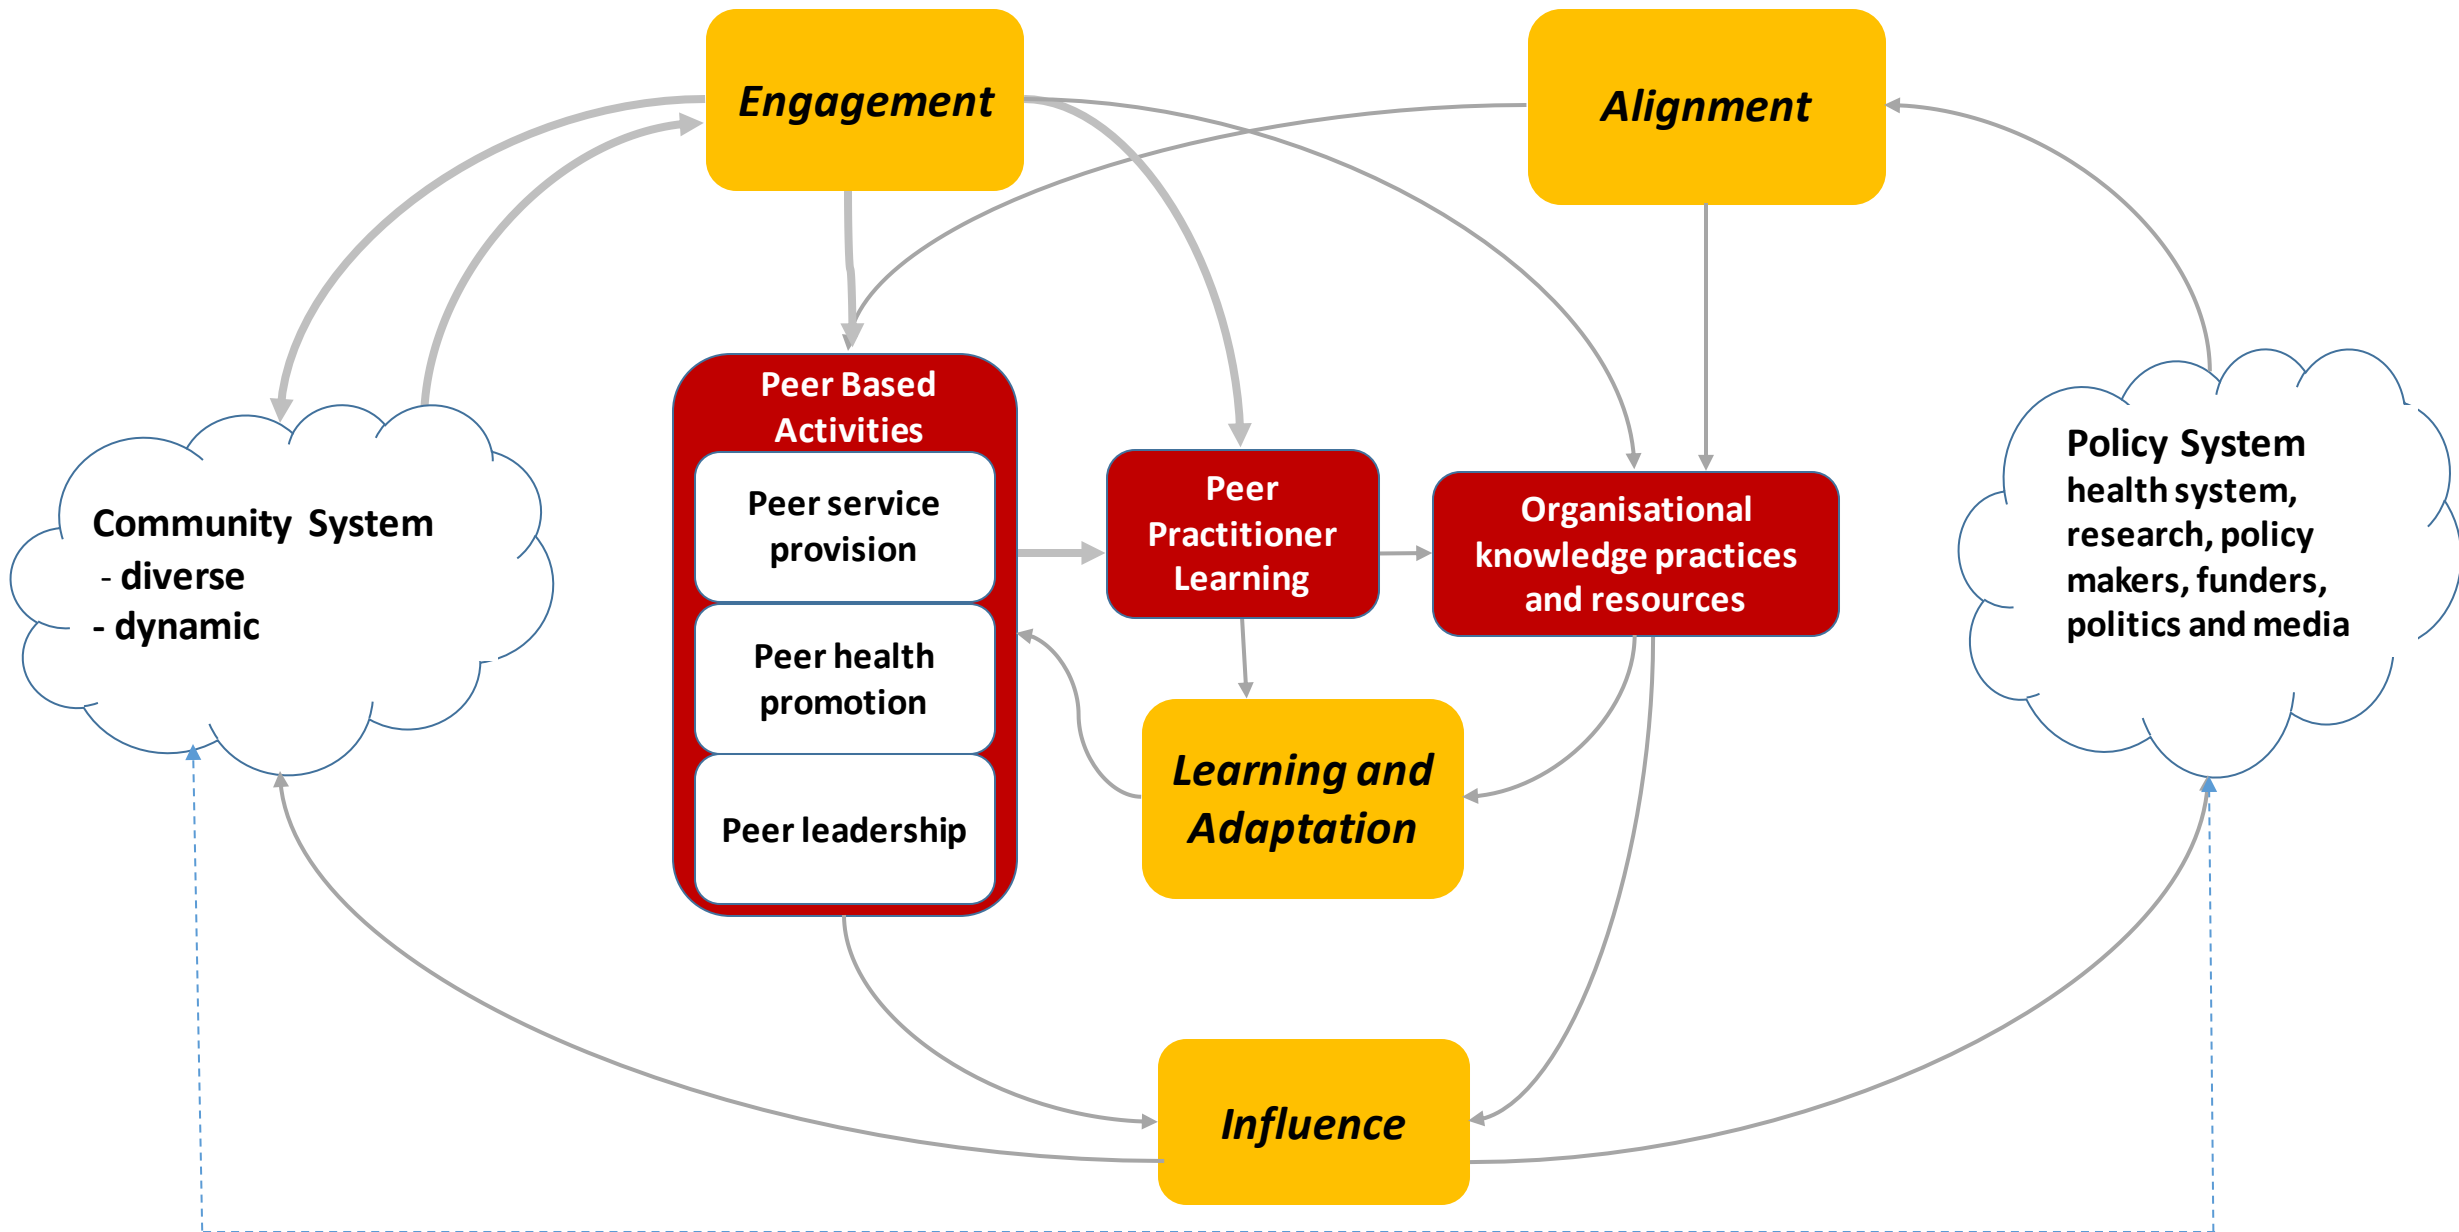 Engagement
Alignment
Peer Based
Activities
Peer service
provision
Peer health
promotion
Peer leadership
Peer
Practitioner
Learning
Organisational
knowledge practices
and resources
Community System
- diverse
- dynamic
Policy System
health system,
research, policy
makers, funders,
politics and media
Learning and
Adaptation
Influence